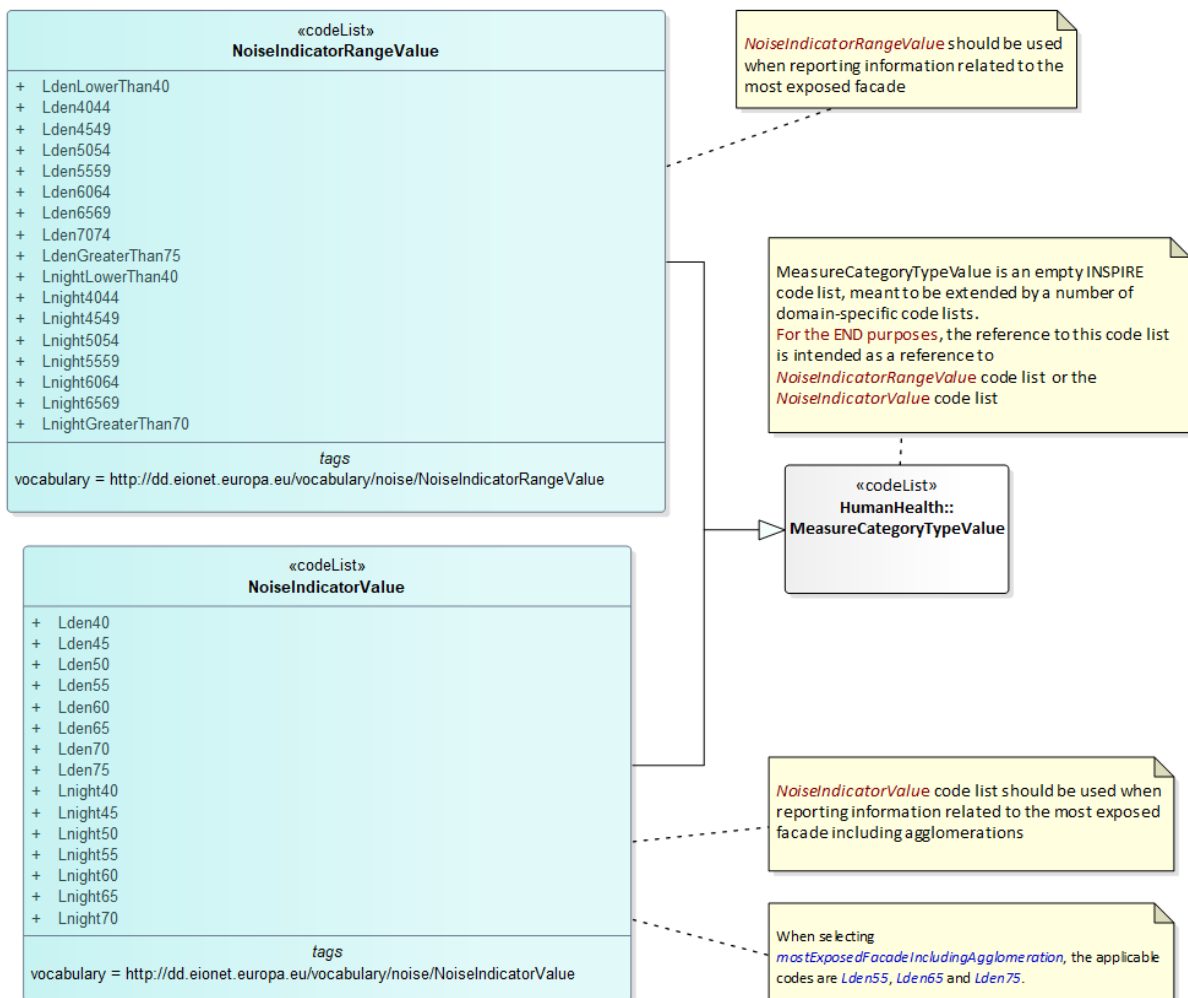 «codeList»
NoiseIndicatorRangeValue
+ LdenLowerThan40
+ Lden4044
+ Lden4549
+ Lden5054
+ Lden5559
+ Lden6064
+ Lden6569
+ Lden7074
+ LdenGreaterThan75
+ LnightLowerThan40
+ Lnight4044
+ Lnight4549
+ Lnight5054
+ Lnight5559
+ Lnight6064
+ Lnight6569
+ LnightGreaterThan70
tags
vocabulary = http://dd.eionet.europa.eu/vocabulary/noise/NoiseIndicatorRangeValue
NoiseIndicatorRangeValue should be used
when reporting information related to the
most exposed facade
MeasureCategoryTypeValue is an empty INSPIRE
code list, meant to be extended by a number of
domain-specific code lists.
For the END purposes, the reference to this code list
is intended as a reference to
NoiseIndicatorRangeValue code list or the
NoiseIndicatorValue code list
«codeList»
HumanHealth::
MeasureCategoryTypeValue
«codeList»
NoiseIndicatorValue
+ Lden40
+ Lden45
+ Lden50
+ Lden55
+ Lden60
+ Lden65
+ Lden70
+ Lden75
+ Lnight40
+ Lnight45
+ Lnight50
+ Lnight55
+ Lnight60
+ Lnight65
+ Lnight70
tags
vocabulary = http://dd.eionet.europa.eu/vocabulary/noise/NoiseIndicatorValue
NoiseIndicatorValue code list should be used when
reporting information related to the most exposed
facade including agglomerations
When selecting
mostExposedFacadeIncludingAgglomeration, the applicable
codes are Lden55, Lden65 and Lden75.